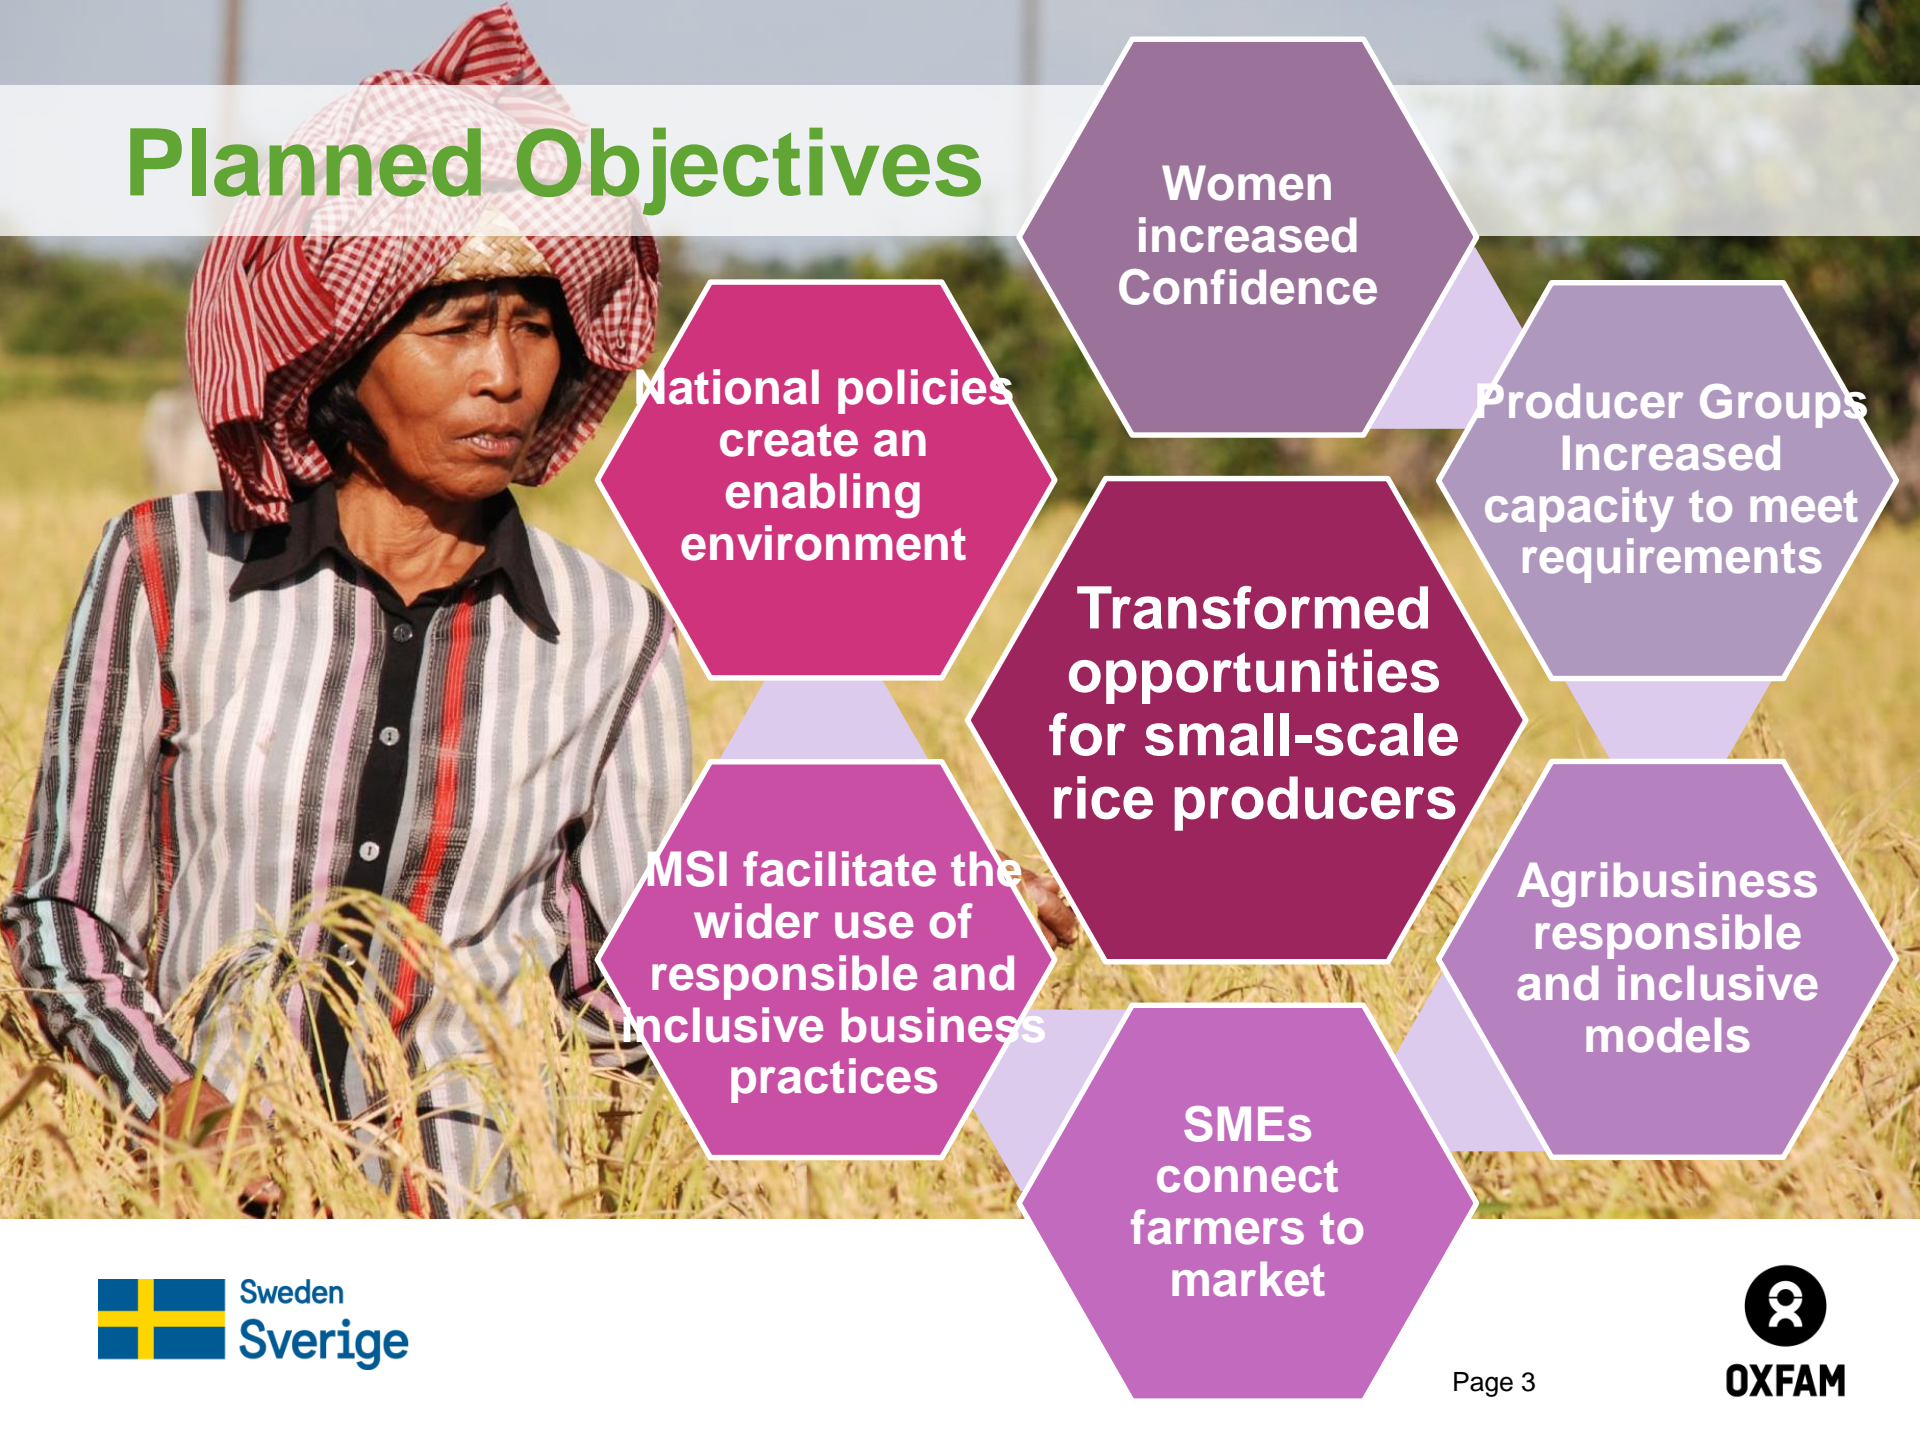 Planned Objectives
Women
increased
Confidence
Producer Groups
Increased
capacity to meet
requirements
Agribusiness
responsible
and inclusive
models
SMEs
connect
farmers to
market
MSI facilitate the
wider use of
responsible and
inclusive business
practices
National policies
create an
enabling
environment
Transformed
opportunities
for small-scale
rice producers
Sweden
Sverige
Page 3
OXFAM